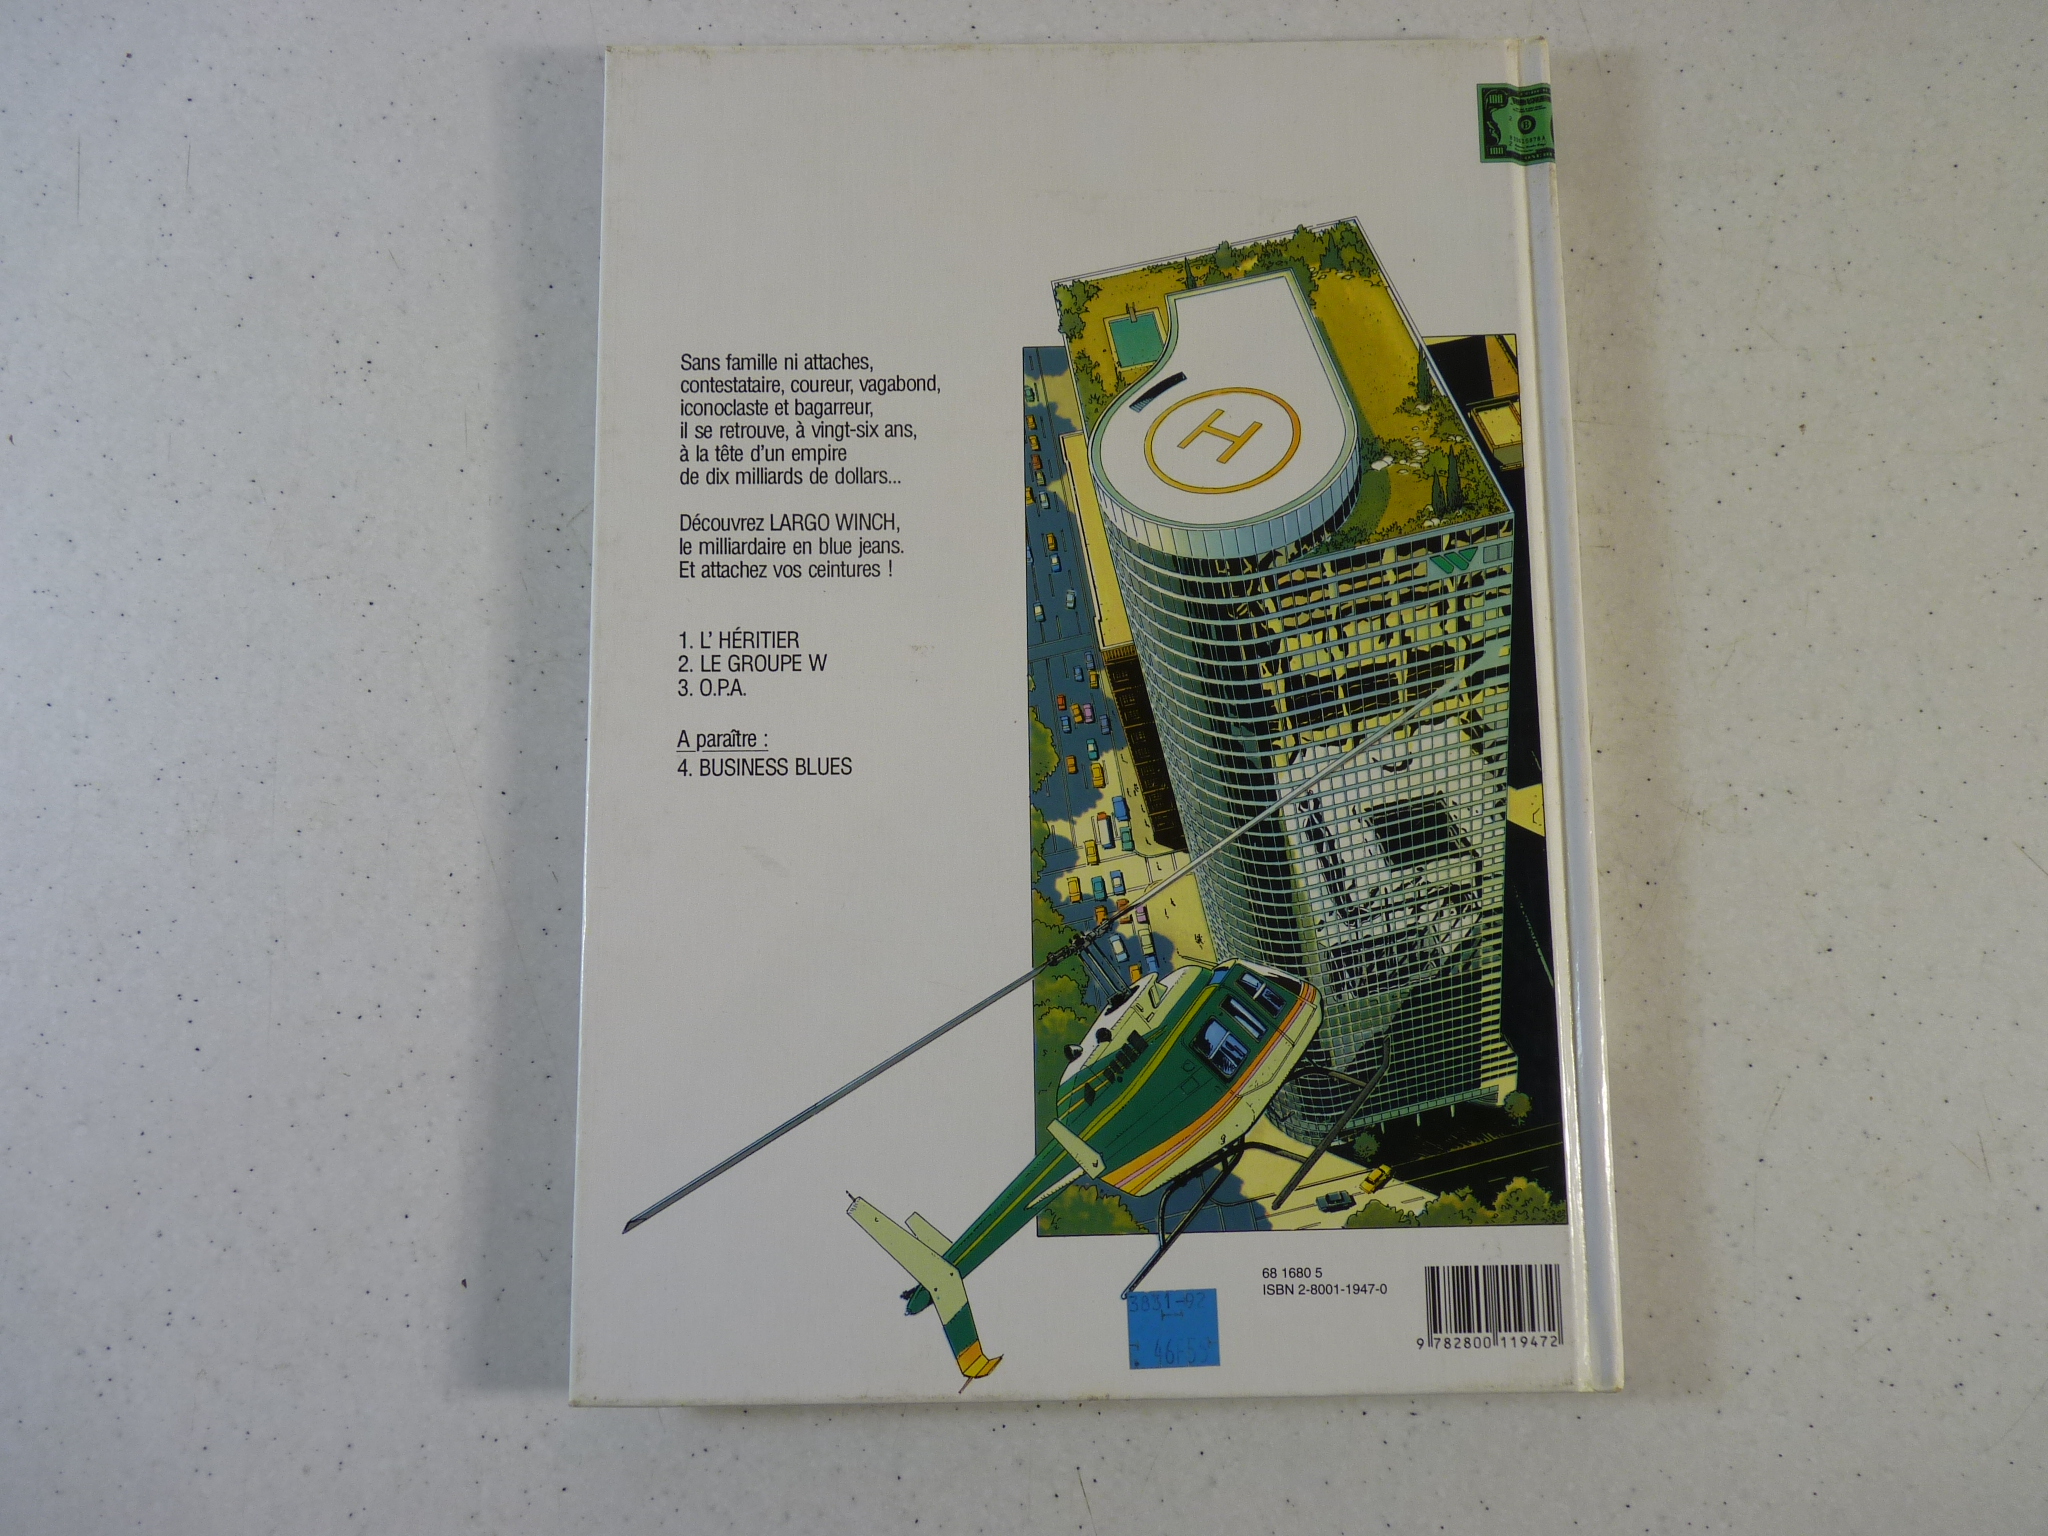 Sans famille ni attaches,
contestataire, coureur, vagabond,
iconoclaste et bagarreur,
il se retrouve, à vingt-six ans,
à la tête d'un empire
de dix milliards de dollars...
Découvrez LARGO WINCH,
le milliardaire en blue jeans.
Et attachez vos ceintures !
1. L' HÉRITIER
2. LE GROUPE W
3. O.P.A.
A paraître :
4. BUSINESS BLUES
H
W
68 1680 5
ISBN 2-8001-1947-0
9 782800 119472
3831-92